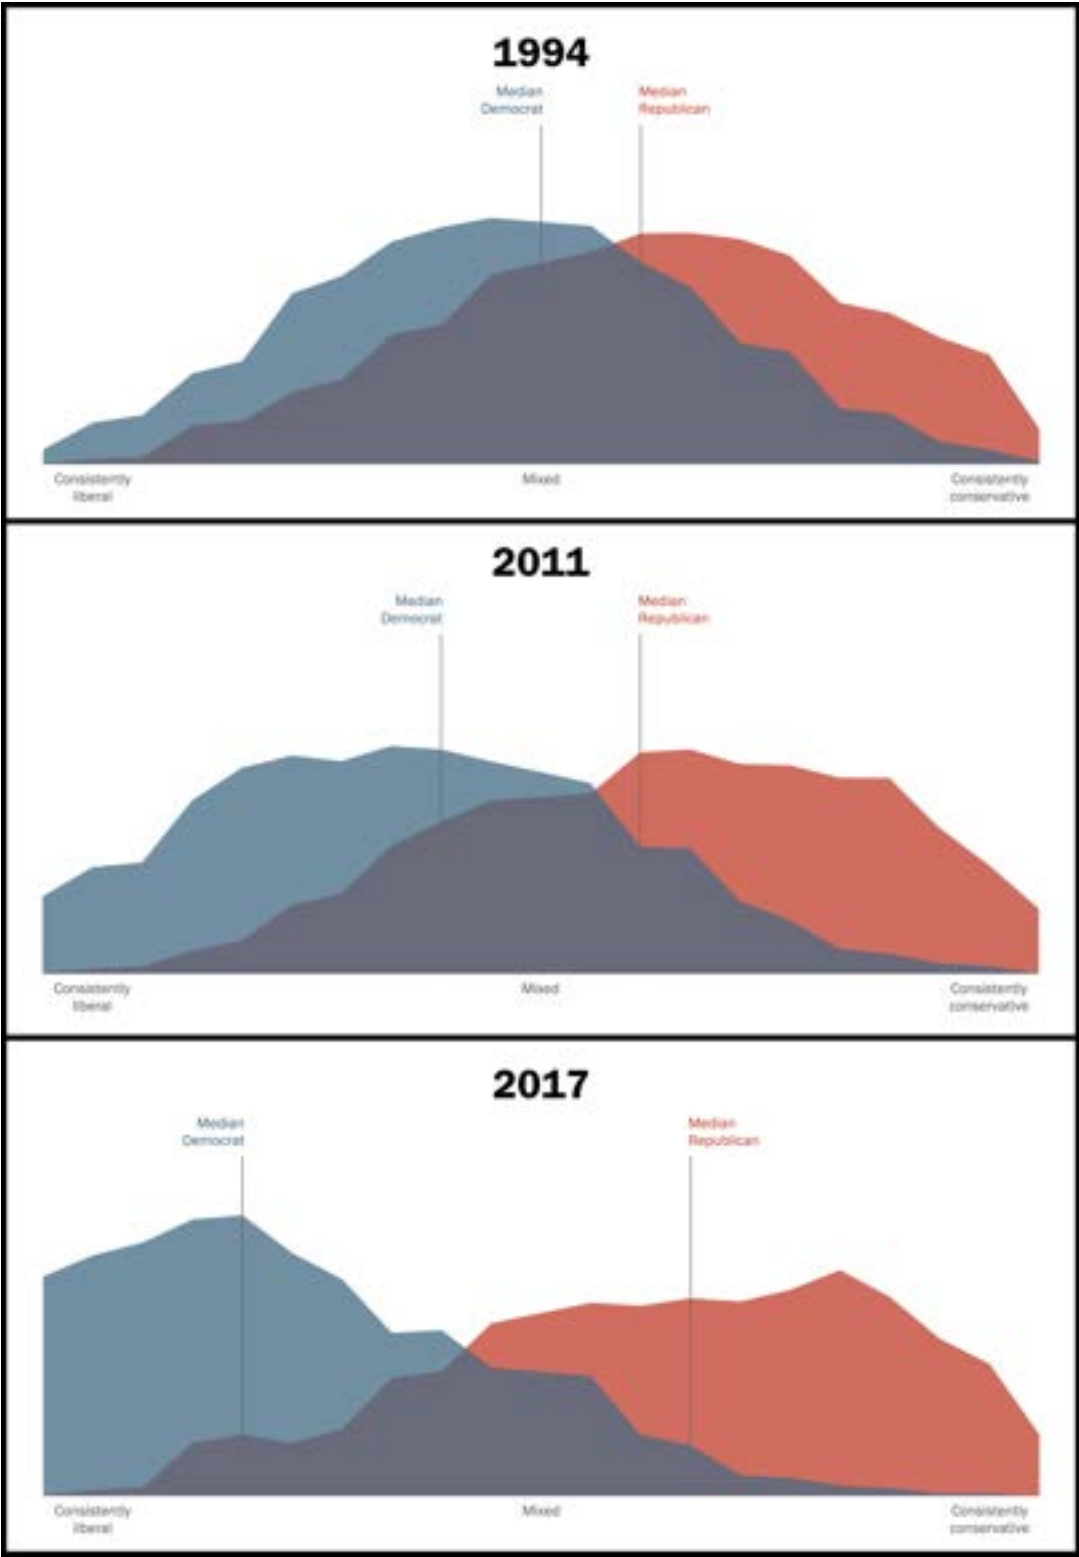 1994
Median
Democrat
Median
Republican
Consistently
liberal
Mixed
Consistently
conservative
2011
Median
Democrat
Median
Republican
Consistently
liberal
Mixed
Consistently
conservative
2017
Median
Democrat
Median
Republican
Consistently
liberal
Mixed
Consistently
conservative